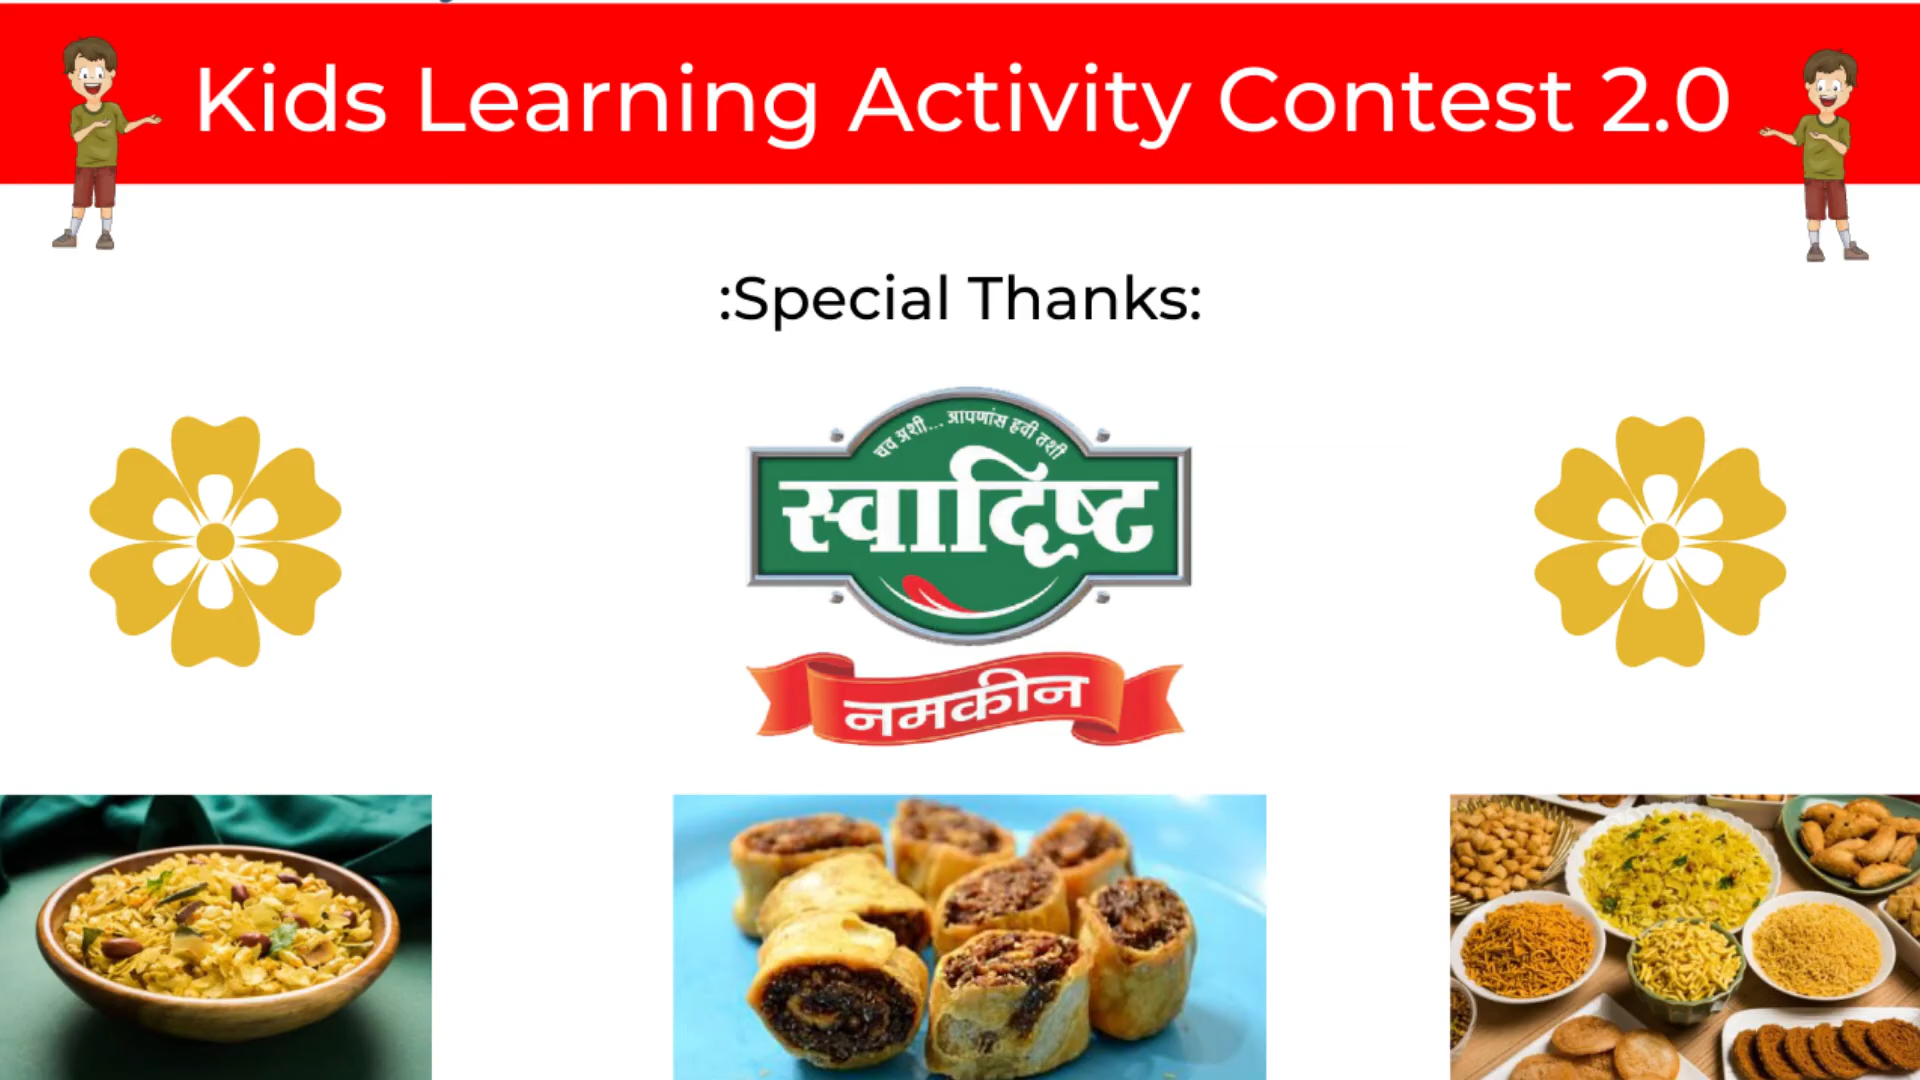 Kids Learning Activity Contest 2.0
:Special Thanks:
चव अशी... आपणांस हवी तशी
स्वादिष्ट
नमकीन